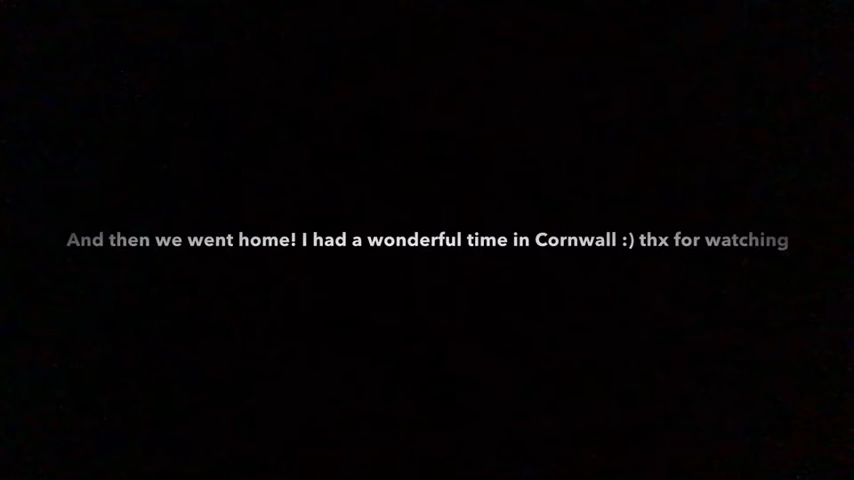 And then we went home! I had a wonderful time in Cornwall :) thx for watching